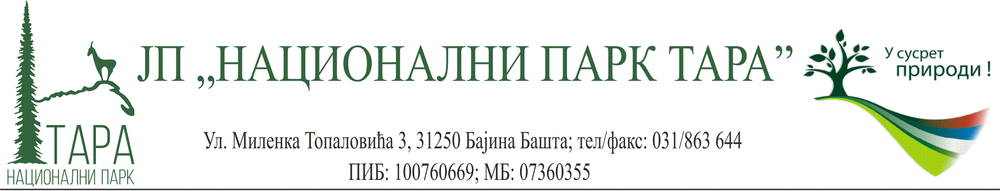 ЈП „НАЦИОНАЛНИ ПАРК ТАРА”
У сусрет
природи !
ТАРА
НАЦИОНАЛНИ ПАРК
Ул. Миленка Топаловића 3, 31250 Бајина Башта; тел/факс: 031/863 644
ПИБ: 100760669; МБ: 07360355